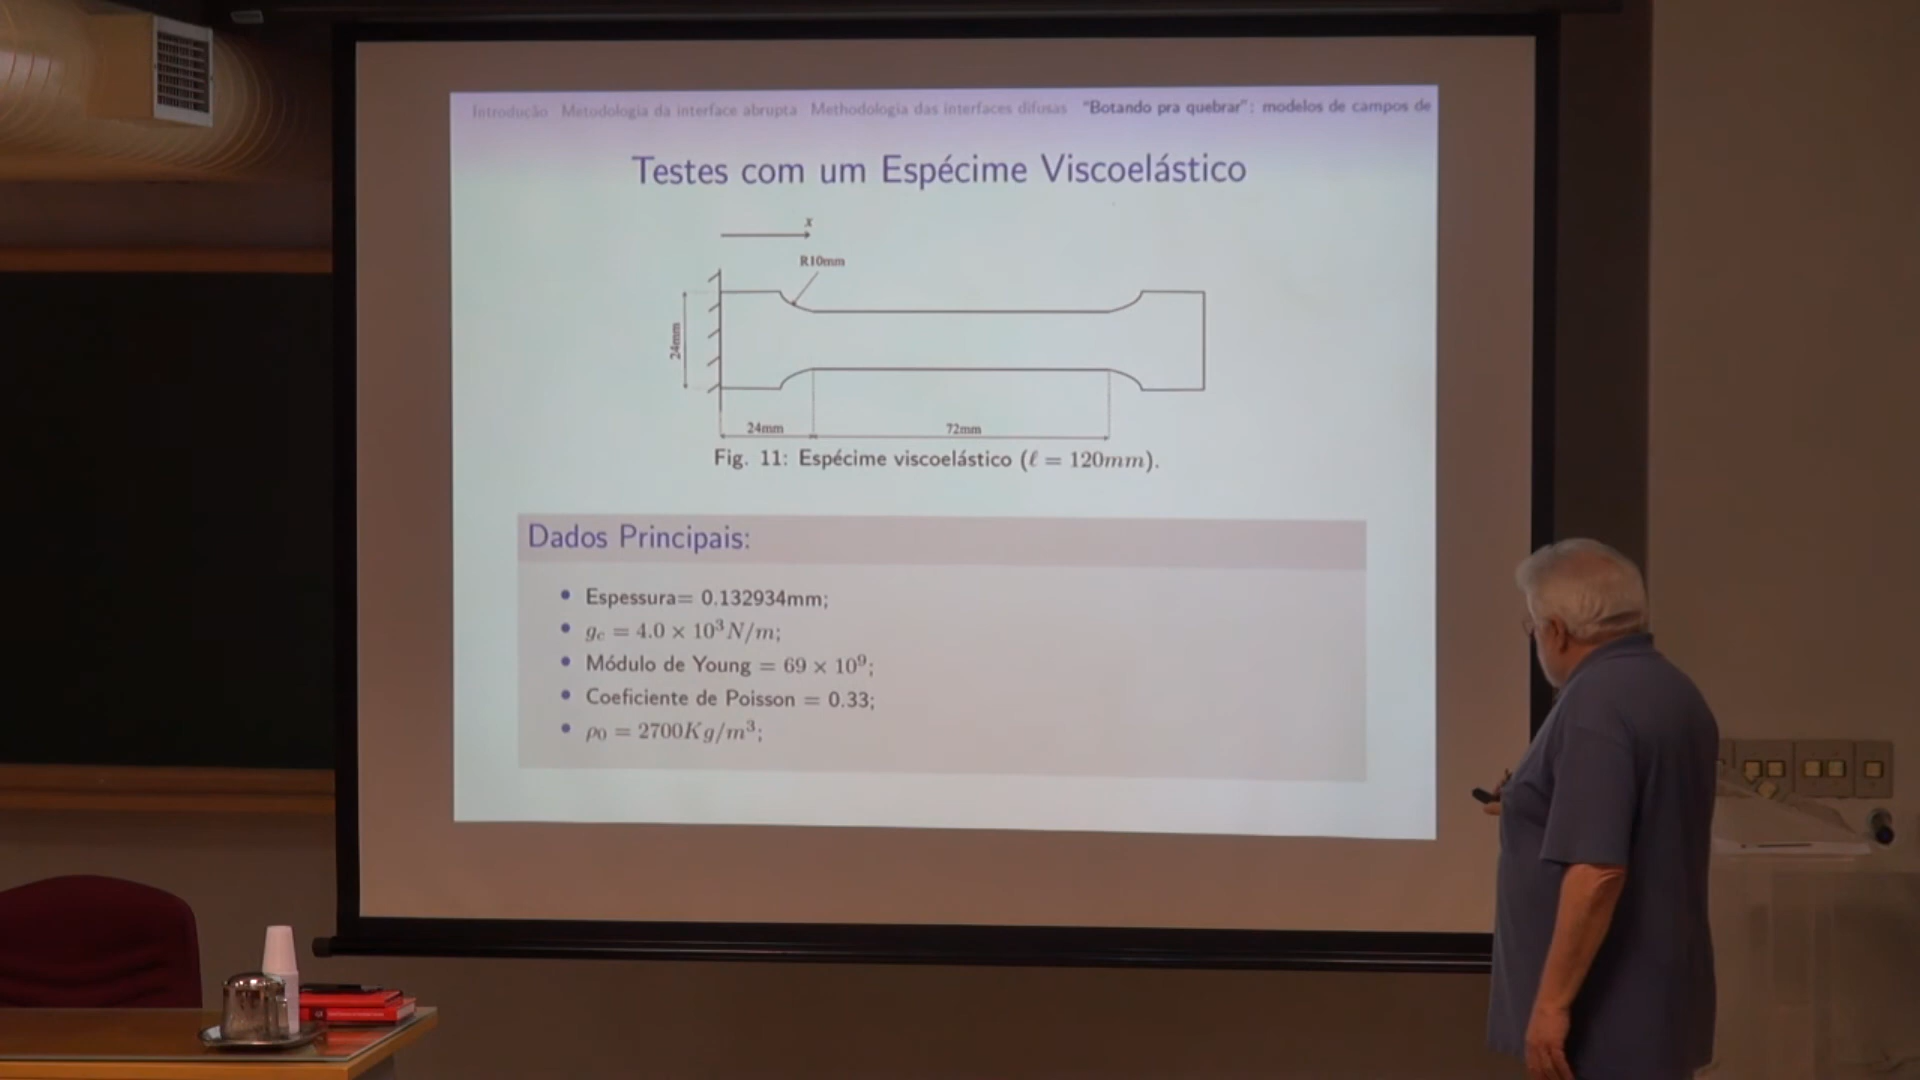 Introdução Metodologia da interface abrupta Methodologia das interfaces difusas "Botando pra quebrar": modelos de campos de
Testes com um Espécime Viscoelástico
x
R10mm
24mm
24mm
72mm
Fig. 11: Espécime viscoelástico (ℓ = 120mm).
Dados Principais:
• Espessura= 0.132934mm;
• g_c = 4.0 × 10³N/m;
• Módulo de Young = 69 × 10⁹;
• Coeficiente de Poisson = 0.33;
• ρ₀ = 2700Kg/m³;